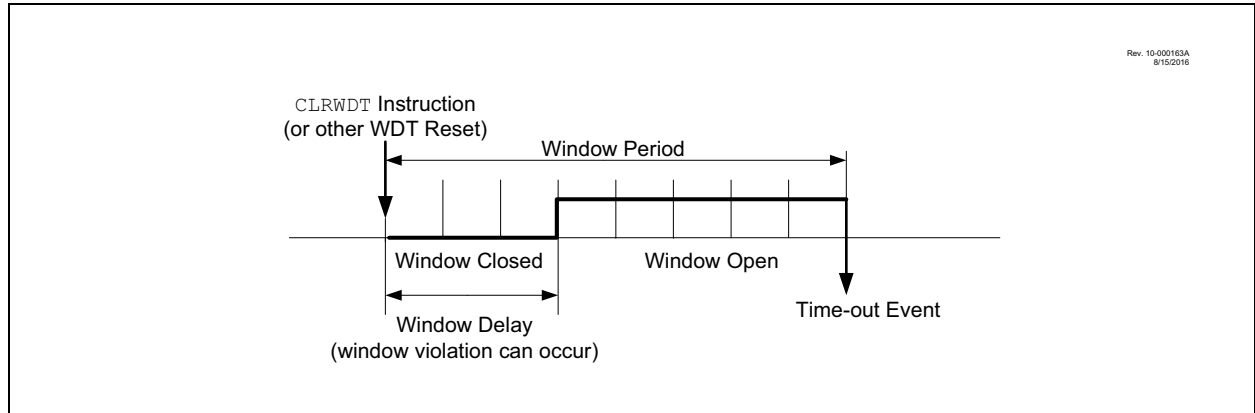 Rev. 10-000163A
8/15/2016
CLRWDT Instruction
(or other WDT Reset)
Window Period
Window Closed
Window Open
Window Delay
(window violation can occur)
Time-out Event